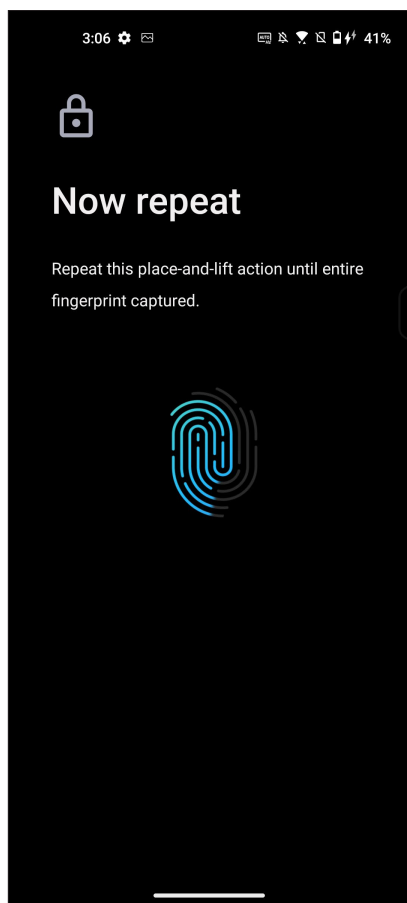 3:06 41%
Now repeat
Repeat this place-and-lift action until entire
fingerprint captured.